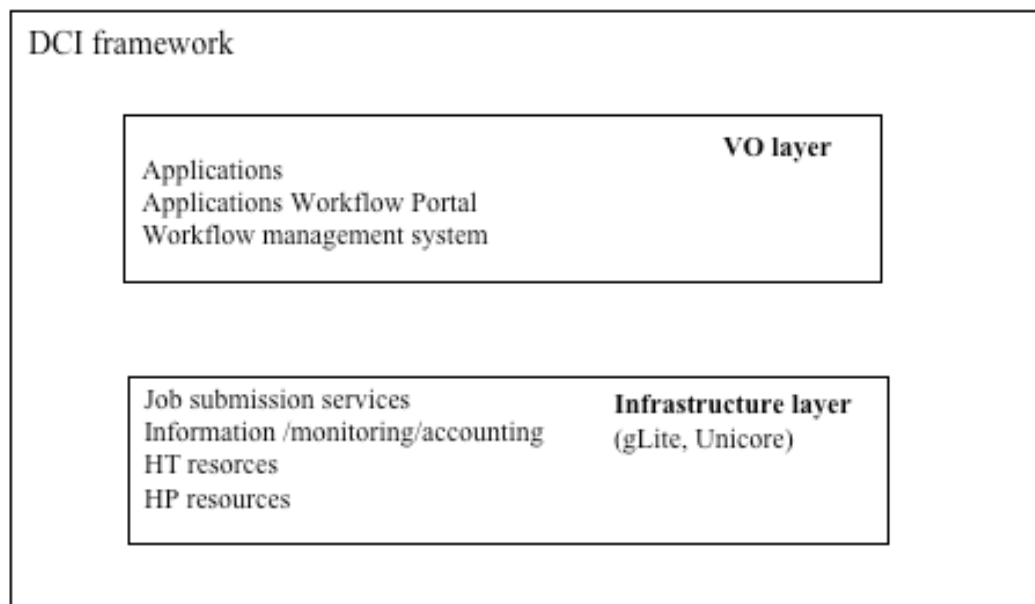 DCI framework
VO layer
Applications
Applications Workflow Portal
Workflow management system
Job submission services
Infrastructure layer
Information /monitoring/accounting
(gLite, Unicore)
HT resorces
HP resources